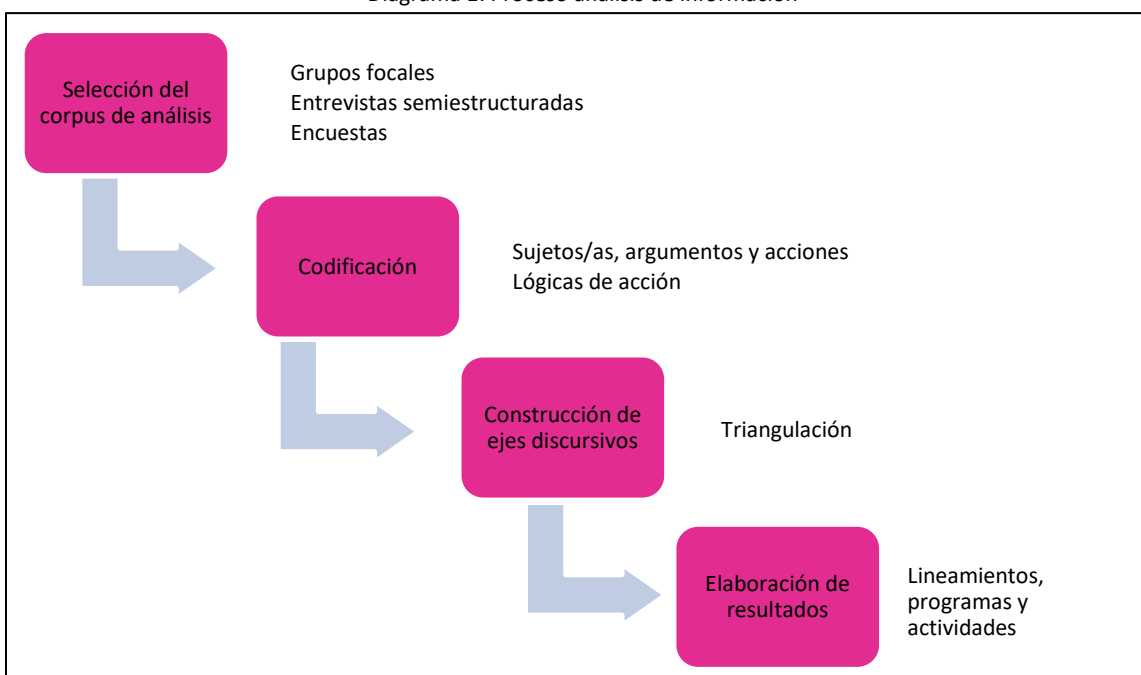 Selección del
corpus de análisis
Grupos focales
Entrevistas semiestructuradas
Encuestas
Codificación
Sujetos/as, argumentos y acciones
Lógicas de acción
Construcción de
ejes discursivos
Triangulación
Elaboración de
resultados
Lineamientos,
programas y
actividades